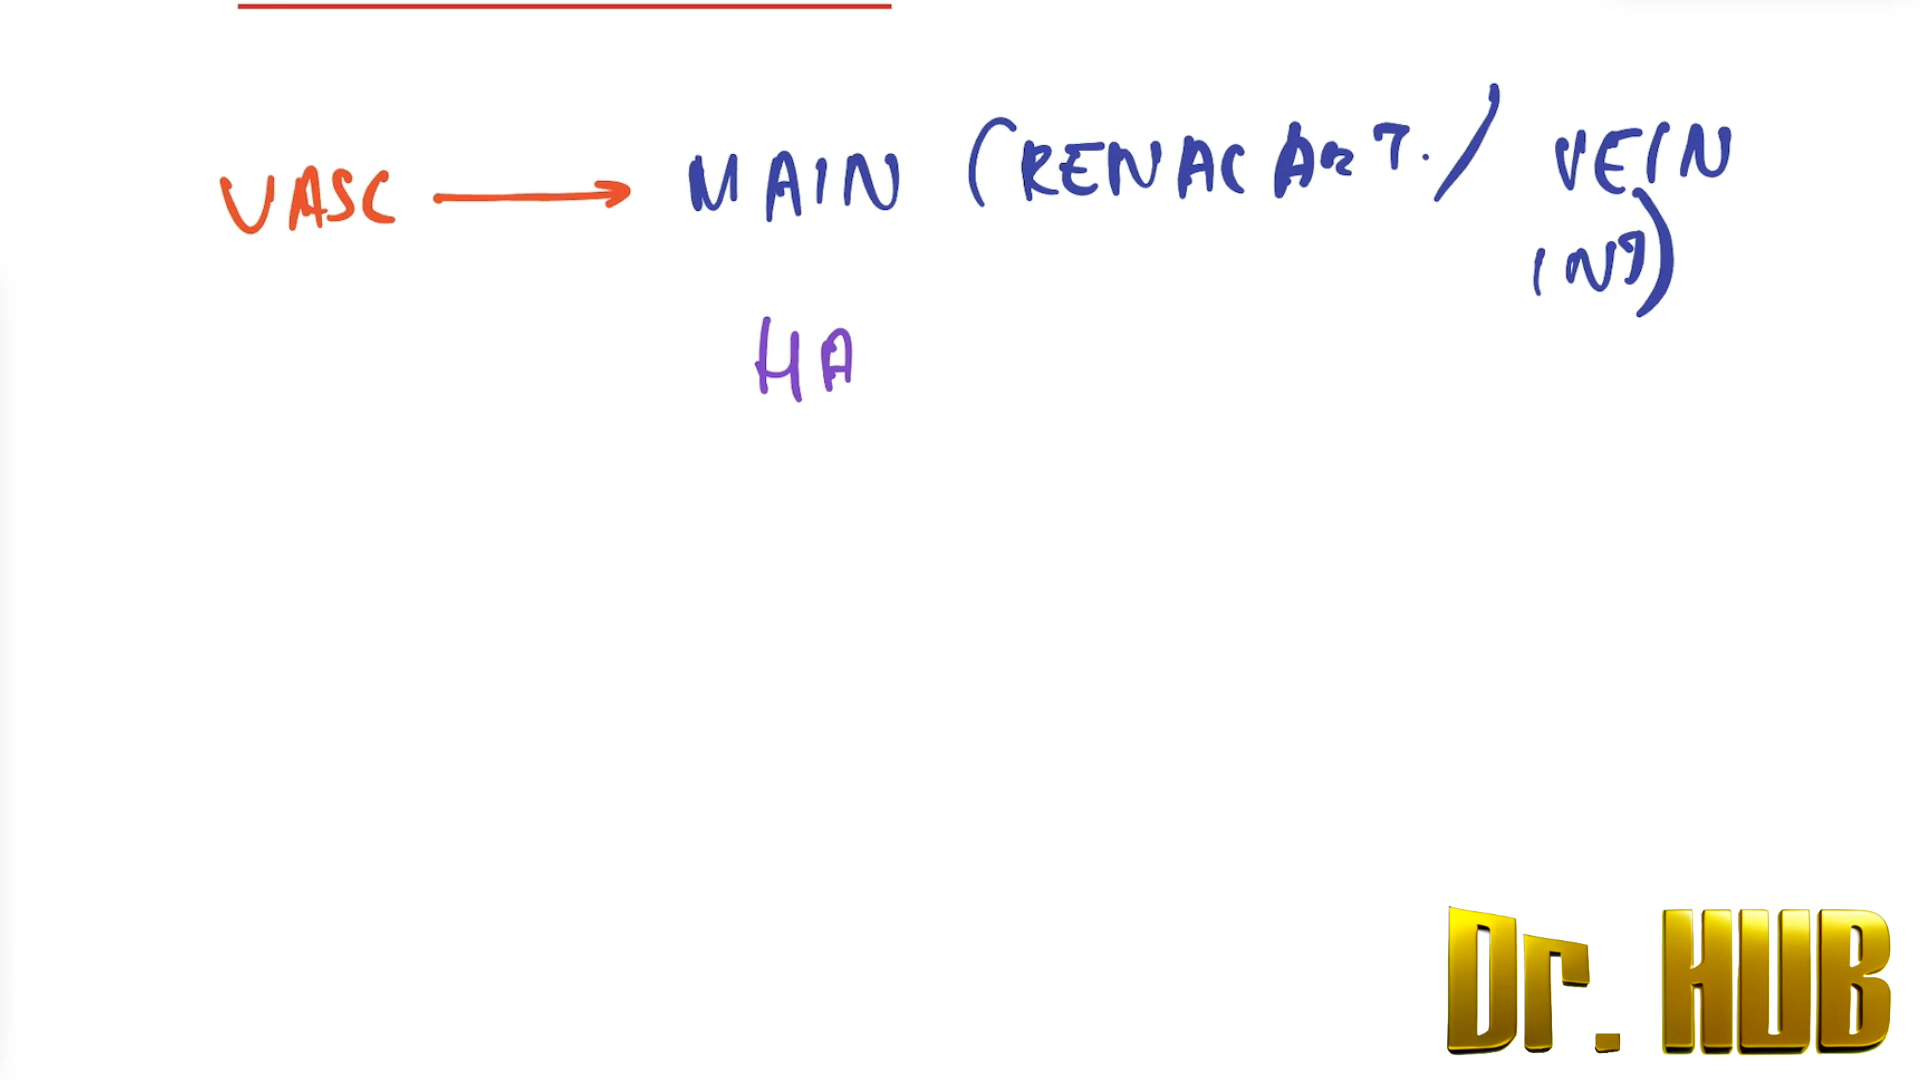 VASC → MAIN (RENAL ART. / VEIN
INJ)
HA
Dr. HUB